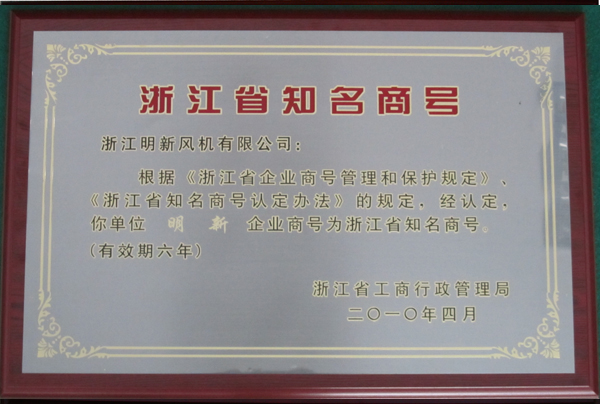 浙江省知名商号
浙江明新风机有限公司：
根据《浙江省企业商号管理和保护规定》、
《浙江省知名商号认定办法》的规定，经认定，
你单位 明新 企业商号为浙江省知名商号。
(有效期六年)
浙江省工商行政管理局
二〇一〇年四月